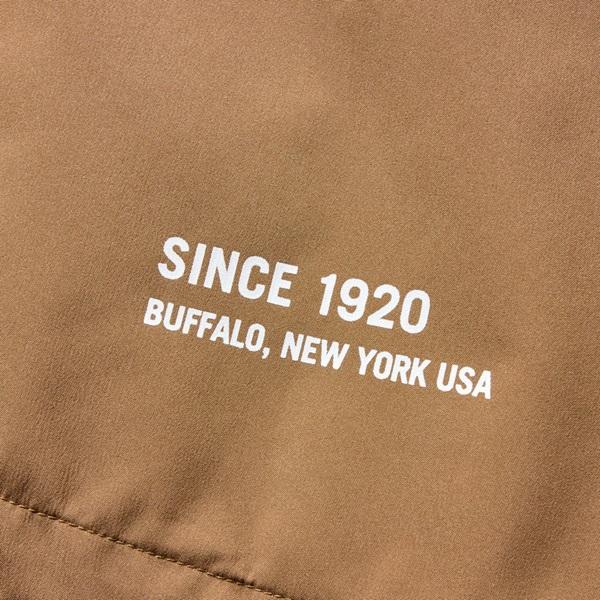 SINCE 1920
BUFFALO, NEW YORK USA